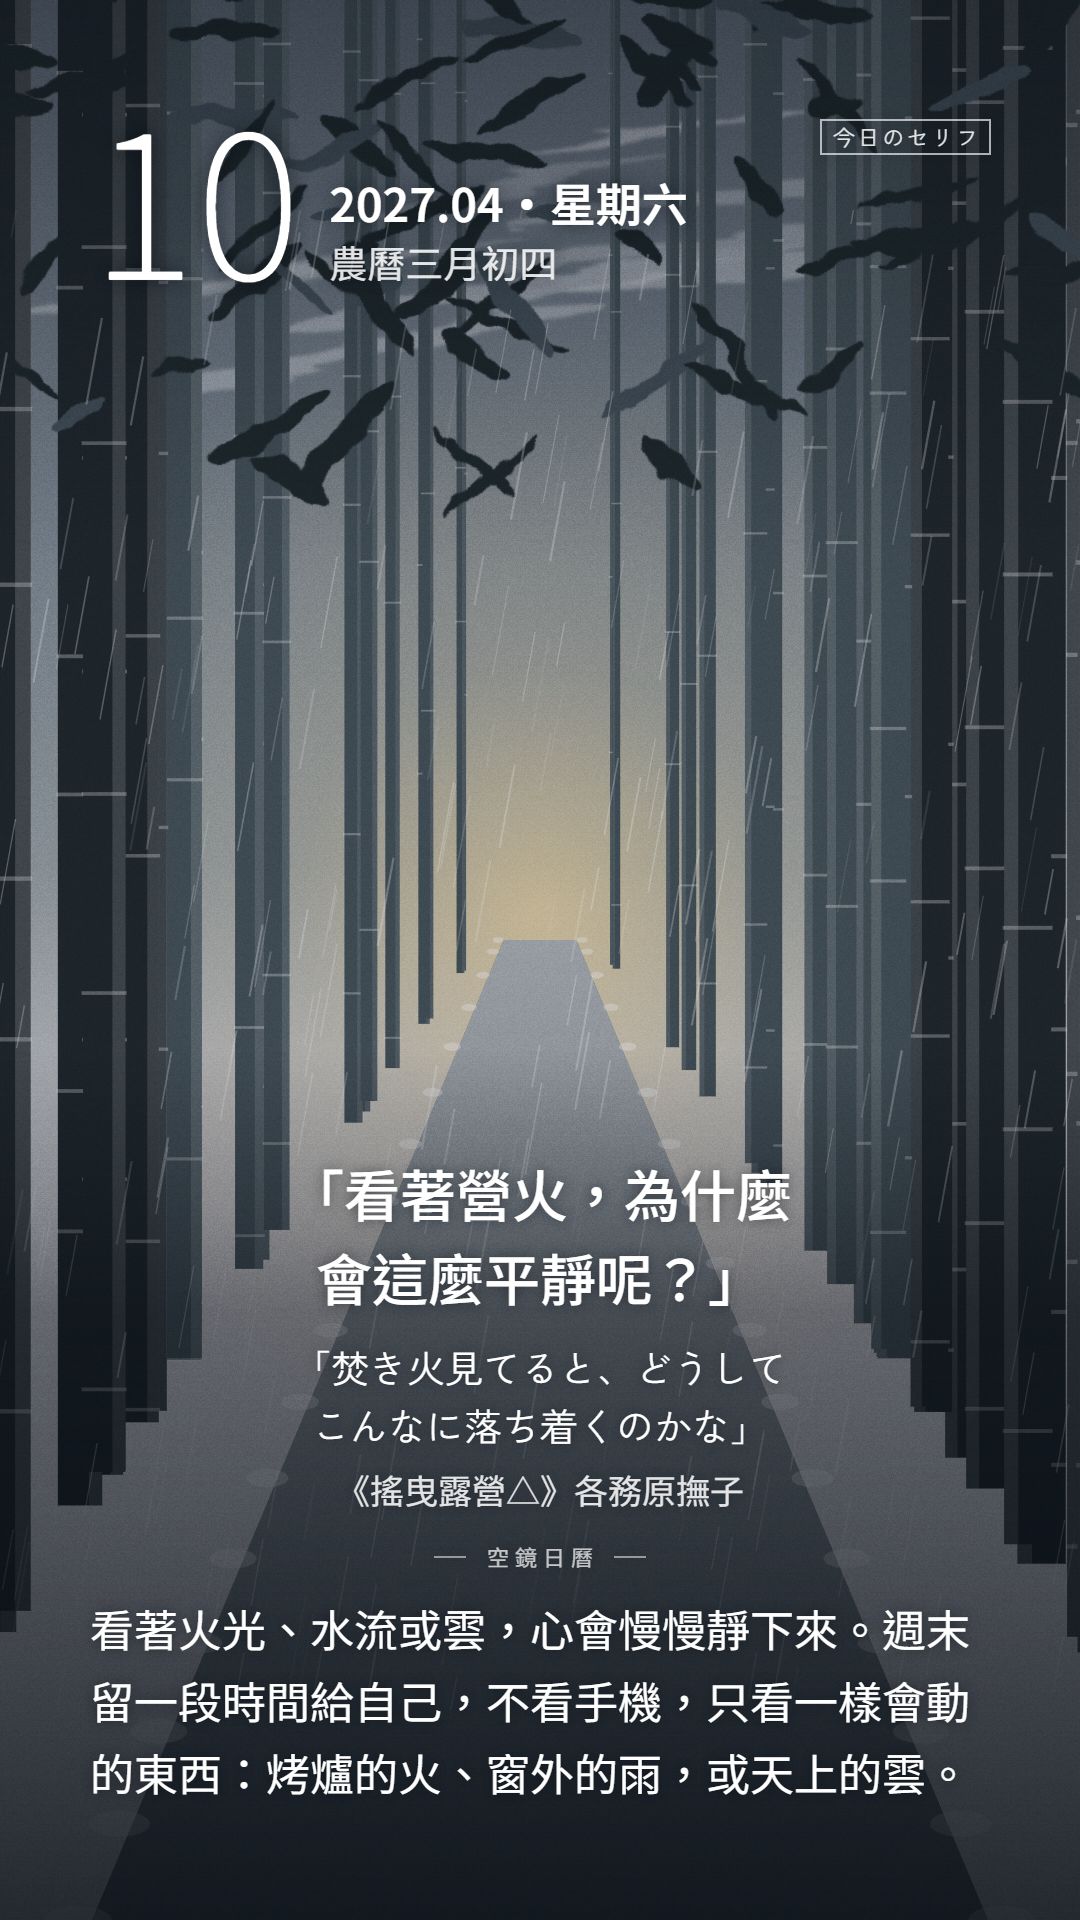 今日のセリフ
10
2027.04・星期六
農曆三月初四
「看著營火，為什麼
會這麼平靜呢？」
「焚き火見てると、どうして
こんなに落ち着くのかな」
《搖曳露營△》各務原撫子
空鏡日曆
看著火光、水流或雲，心會慢慢靜下來。週末
留一段時間給自己，不看手機，只看一樣會動
的東西：烤爐的火、窗外的雨，或天上的雲。